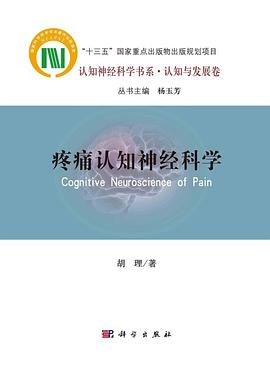 “十三五”国家重点出版物出版规划项目
认知神经科学书系·认知与发展卷
丛书主编 杨玉芳
疼痛认知神经科学
Cognitive Neuroscience of Pain
胡 理/著
科学出版社